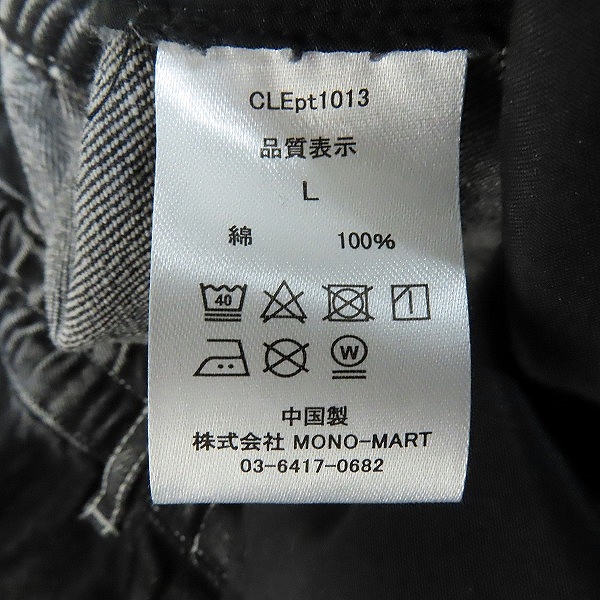 CLEpt1013
品質表示
L
綿 100%
40
W
中国製
株式会社 MONO-MART
03-6417-0682